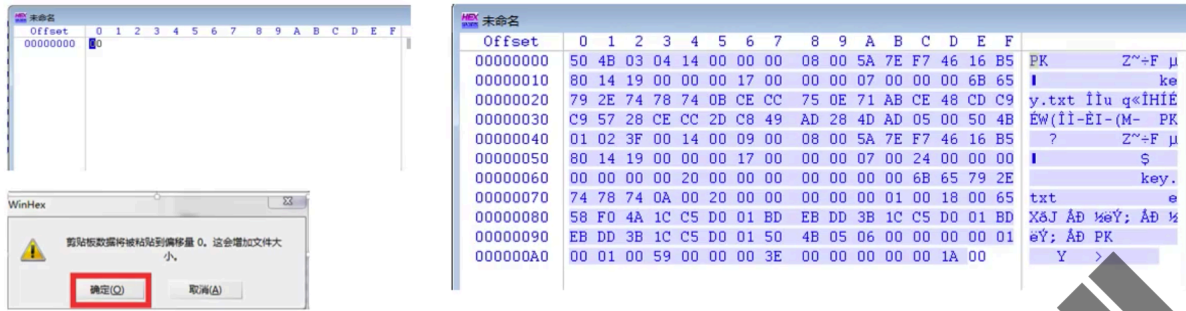 未命名
Offset 0 1 2 3 4 5 6 7 8 9 A B C D E F
00000000 00
WinHex
剪贴板数据将被粘贴到偏移量 0。这会增加文件大
小。
确定(O) 取消(A)
未命名
Offset 0 1 2 3 4 5 6 7 8 9 A B C D E F
00000000 50 4B 03 04 14 00 00 00 08 00 5A 7E F7 46 16 B5 PK Z~÷F µ
00000010 80 14 19 00 00 00 17 00 00 00 07 00 00 00 6B 65 ke
00000020 79 2E 74 78 74 0B CE CC 75 0E 71 AB CE 48 CD C9 y.txt ÎÌu q«ÎHÍÉ
00000030 C9 57 28 CE CC 2D C8 49 AD 28 4D AD 05 00 50 4B ÉW(ÎÌ-ÈI-(M- PK
00000040 01 02 3F 00 14 00 09 00 08 00 5A 7E F7 46 16 B5 ? Z~÷F µ
00000050 80 14 19 00 00 00 17 00 00 00 07 00 24 00 00 00 $
00000060 00 00 00 00 20 00 00 00 00 00 00 00 6B 65 79 2E key.
00000070 74 78 74 0A 00 20 00 00 00 00 00 01 00 18 00 65 txt e
00000080 58 F0 4A 1C C5 D0 01 BD EB DD 3B 1C C5 D0 01 BD XðJ ÅÐ ½ëÝ; ÅÐ ½
00000090 EB DD 3B 1C C5 D0 01 50 4B 05 06 00 00 00 00 01 ëÝ; ÅÐ PK
000000A0 00 01 00 59 00 00 00 3E 00 00 00 00 00 1A 00 Y >